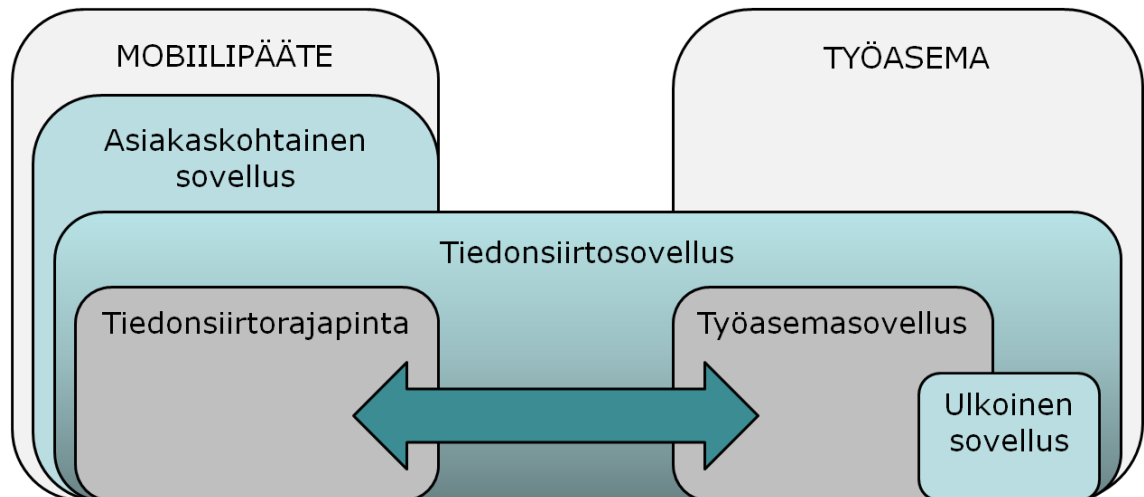 MOBIILIPÄÄTE
TYÖASEMA
Asiakaskohtainen
sovellus
Tiedonsiirtosovellus
Tiedonsiirtorajapinta
Työasemasovellus
Ulkoinen
sovellus